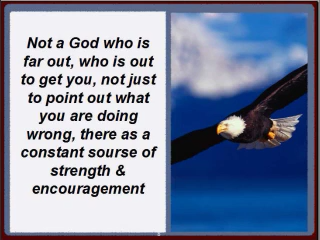 Not a God who is
far out, who is out
to get you, not just
to point out what
you are doing
wrong, there as a
constant sourse of
strength &
encouragement